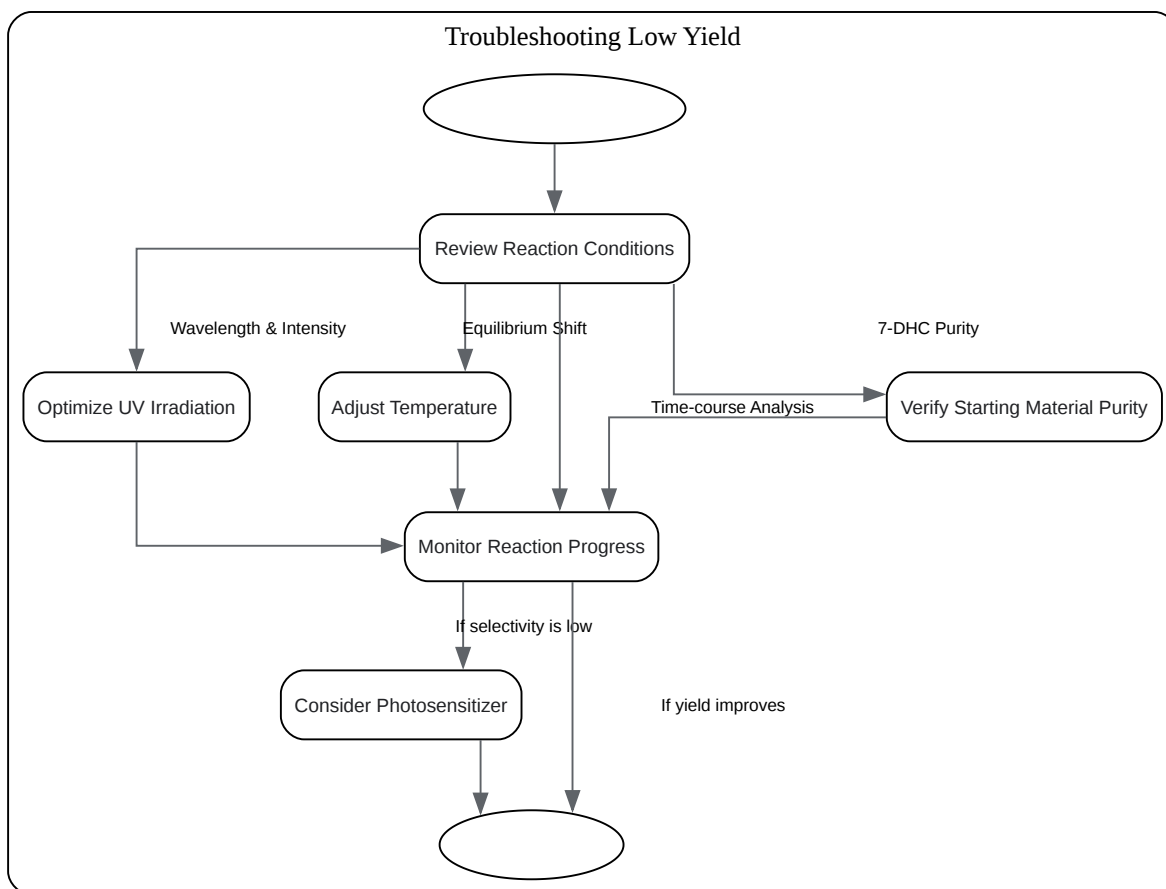 Troubleshooting Low Yield
Review Reaction Conditions
Wavelength & Intensity
Equilibrium Shift
7-DHC Purity
Optimize UV Irradiation
Adjust Temperature
Time-course Analysis
Verify Starting Material Purity
Monitor Reaction Progress
If selectivity is low
Consider Photosensitizer
If yield improves